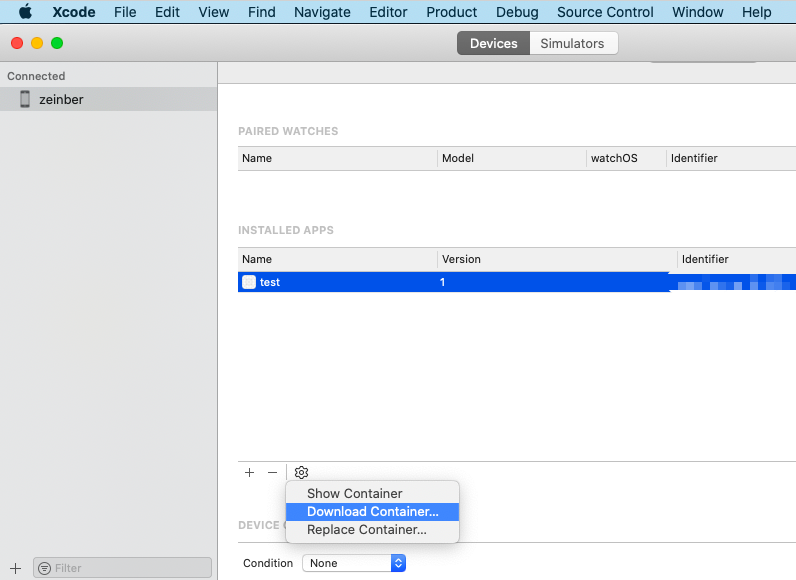 Xcode File Edit View Find Navigate Editor Product Debug Source Control Window Help
Devices Simulators
Connected
zeinber
PAIRED WATCHES
Name Model watchOS Identifier
INSTALLED APPS
Name Version Identifier
test 1
Show Container
Download Container...
Replace Container...
DEVICE
Condition None
Filter